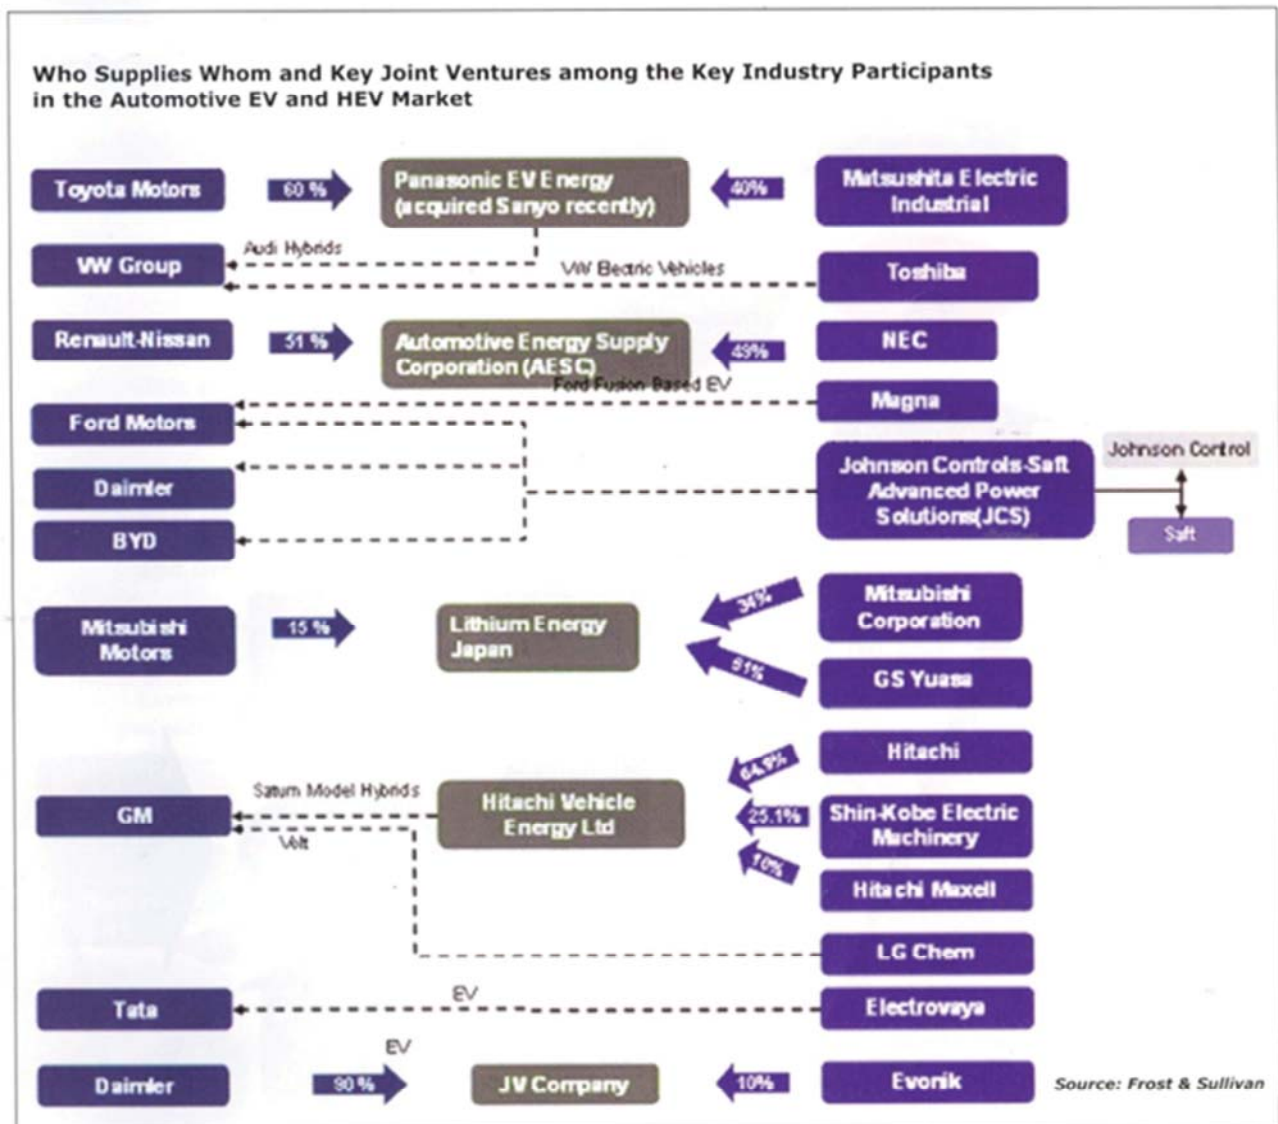 Who Supplies Whom and Key Joint Ventures among the Key Industry Participants
in the Automotive EV and HEV Market
Toyota Motors
60 %
Panasonic EV Energy
(acquired Sanyo recently)
40%
Matsushita Electric
Industrial
VW Group
Audi Hybrids
VW Electric Vehicles
Toshiba
Renault-Nissan
51 %
Automotive Energy Supply
Corporation (AESC)
49%
NEC
Ford Fusion Based EV
Magna
Ford Motors
Daimler
BYD
Johnson Controls-Saft
Advanced Power
Solutions(JCS)
Johnson Control
Saft
Mitsubishi
Motors
15 %
Lithium Energy
Japan
34%
Mitsubishi
Corporation
51%
GS Yuasa
GM
Saturn Model Hybrids
Volt
Hitachi Vehicle
Energy Ltd
64.9%
Hitachi
25.1%
Shin-Kobe Electric
Machinery
10%
Hitachi Maxell
LG Chem
Tata
EV
Electrovaya
Daimler
EV
90 %
JV Company
10%
Evonik
Source: Frost & Sullivan